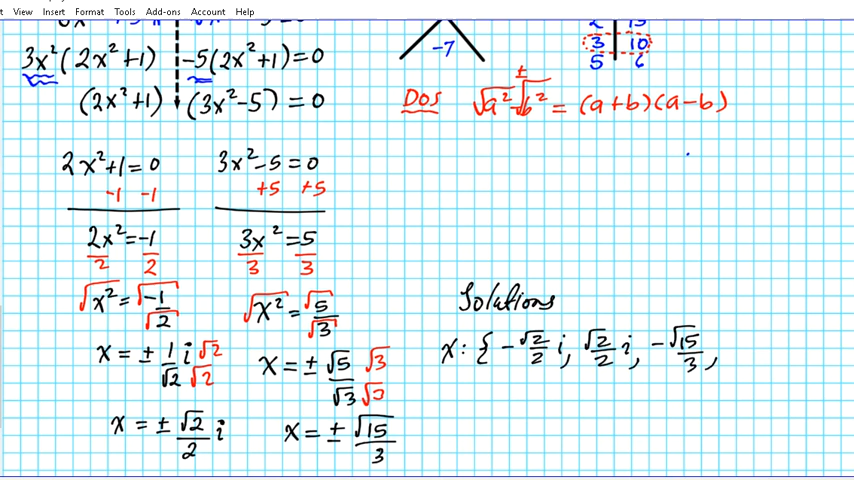 View Insert Format Tools Add-ons Account Help
3x²(2x²+1) -5(2x²+1)=0
(2x²+1) (3x²-5)=0
2x²+1=0 3x²-5=0
-1 -1 +5 +5
2x²=-1 3x²=5
2 2 3 3
√x²=√-1/√2 √x²=√5/√3
x=±1/√2 i √2/√2 x=±√5/√3 √3/√3
x=±√2/2 i x=±√15/3
-7
2 15
3 10
5 6
DOS √a²-√b² = (a+b)(a-b)
±
Solutions
x: {-√2/2 i, √2/2 i, -√15/3,